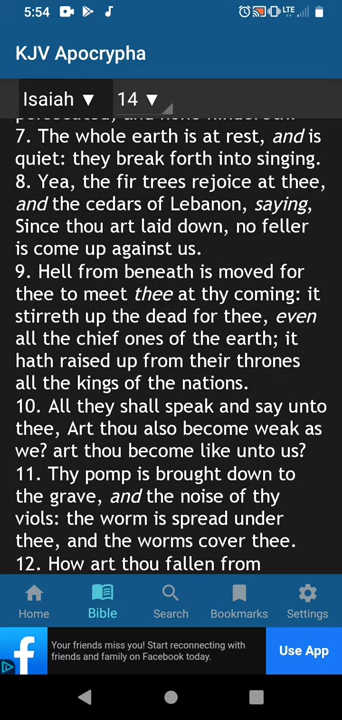 5:54
LTE
KJV Apocrypha
Isaiah ▼ 14 ▼
persecuted, and none hindereth.
7. The whole earth is at rest, and is
quiet: they break forth into singing.
8. Yea, the fir trees rejoice at thee,
and the cedars of Lebanon, saying,
Since thou art laid down, no feller
is come up against us.
9. Hell from beneath is moved for
thee to meet thee at thy coming: it
stirreth up the dead for thee, even
all the chief ones of the earth; it
hath raised up from their thrones
all the kings of the nations.
10. All they shall speak and say unto
thee, Art thou also become weak as
we? art thou become like unto us?
11. Thy pomp is brought down to
the grave, and the noise of thy
viols: the worm is spread under
thee, and the worms cover thee.
12. How art thou fallen from
Home Bible Search Bookmarks Settings
Your friends miss you! Start reconnecting with
friends and family on Facebook today.
Use App